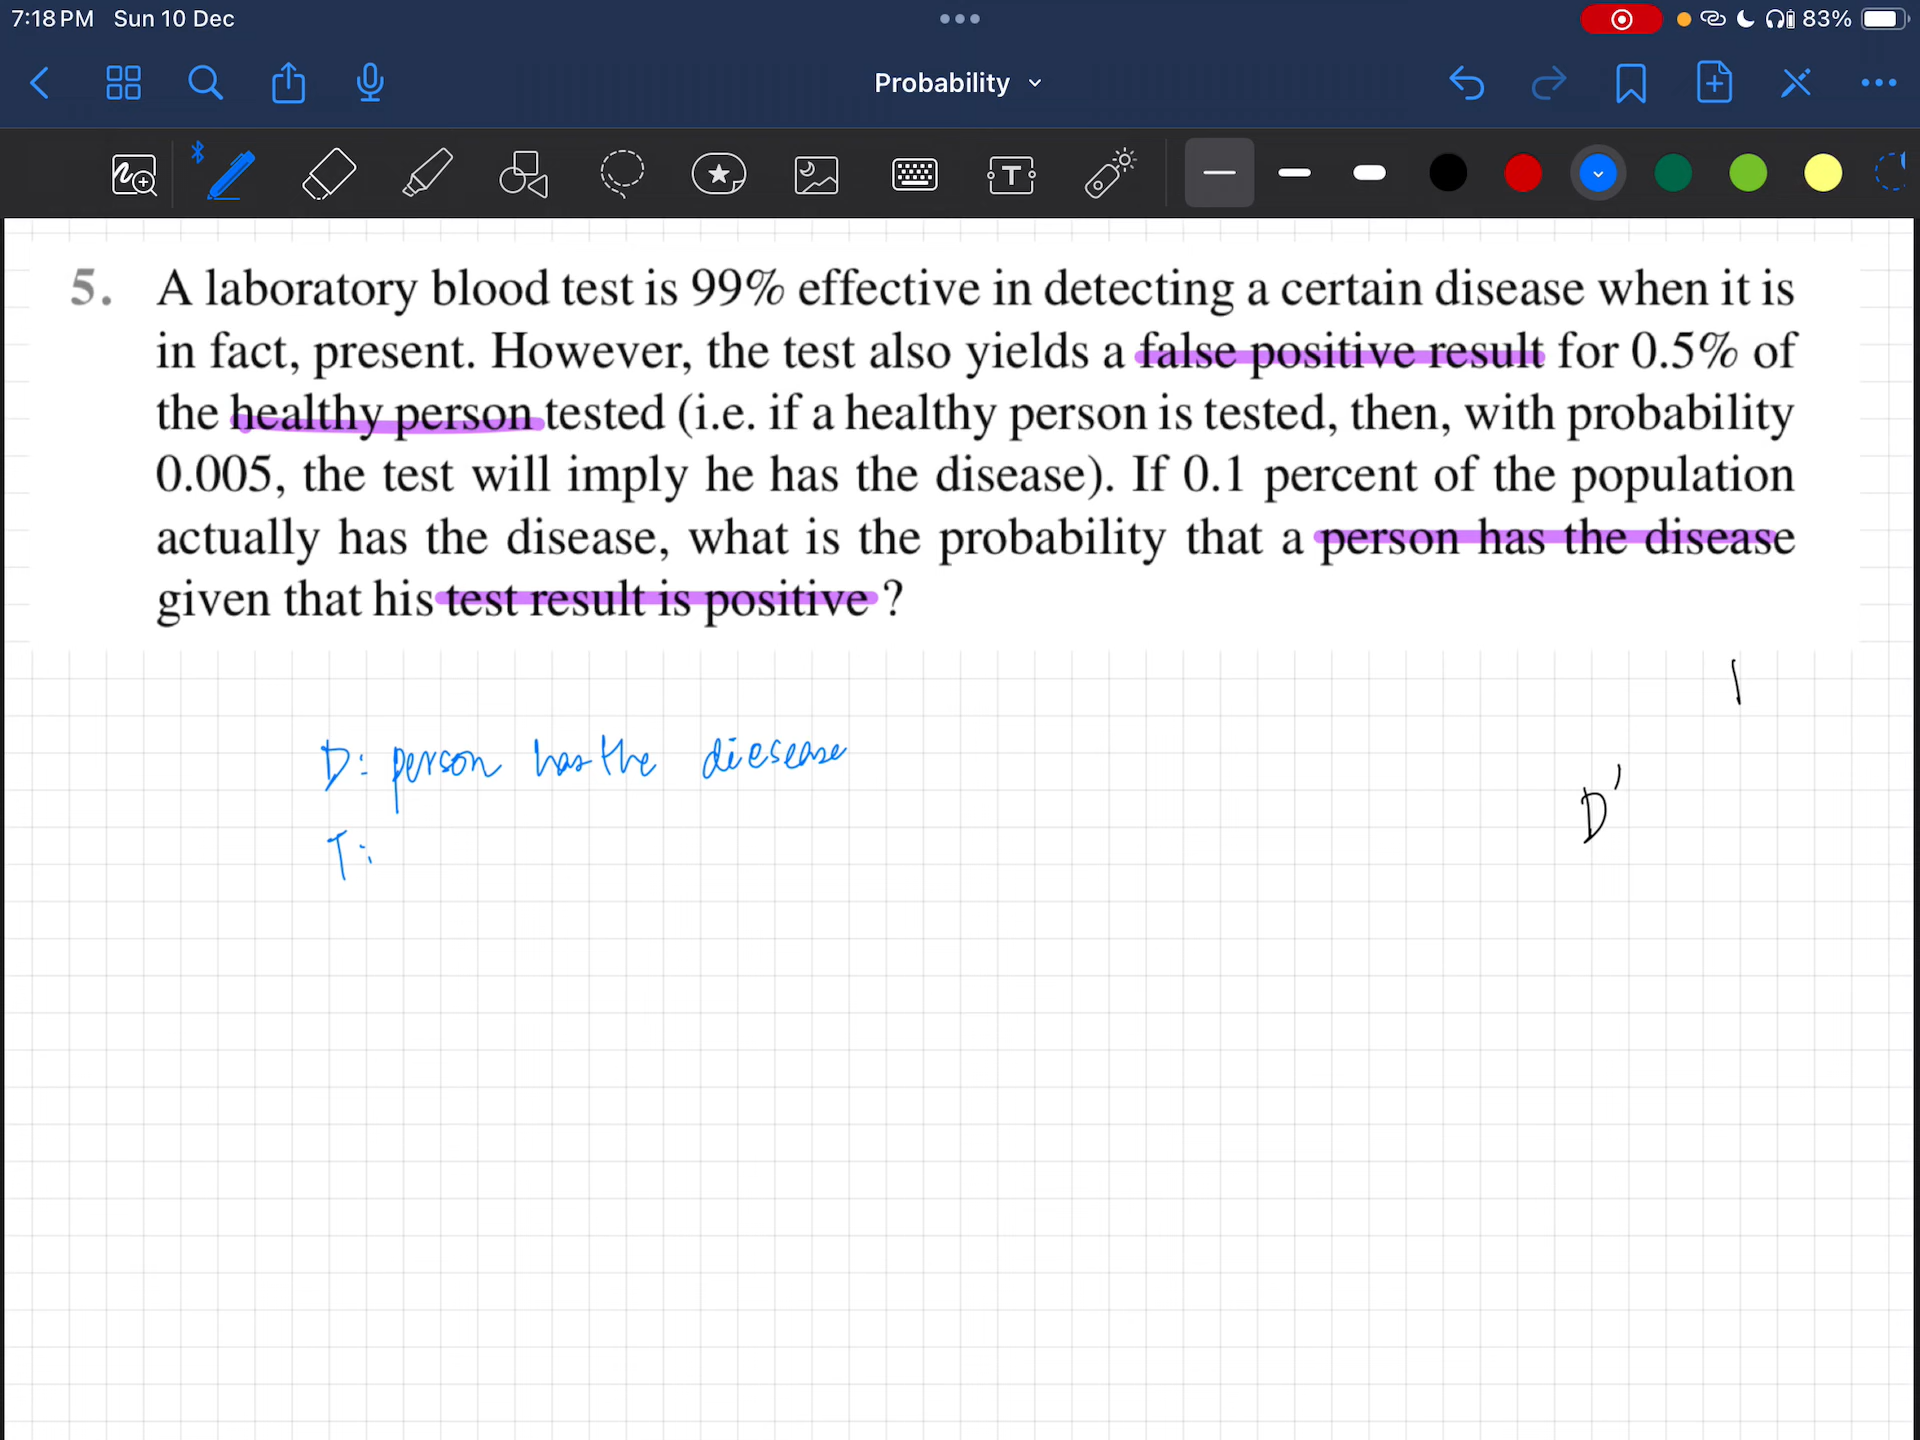 7:18 PM Sun 10 Dec
83%
Probability
5. A laboratory blood test is 99% effective in detecting a certain disease when it is
in fact, present. However, the test also yields a false positive result for 0.5% of
the healthy person tested (i.e. if a healthy person is tested, then, with probability
0.005, the test will imply he has the disease). If 0.1 percent of the population
actually has the disease, what is the probability that a person has the disease
given that his test result is positive ?
D: person has the diesease
D'
T: